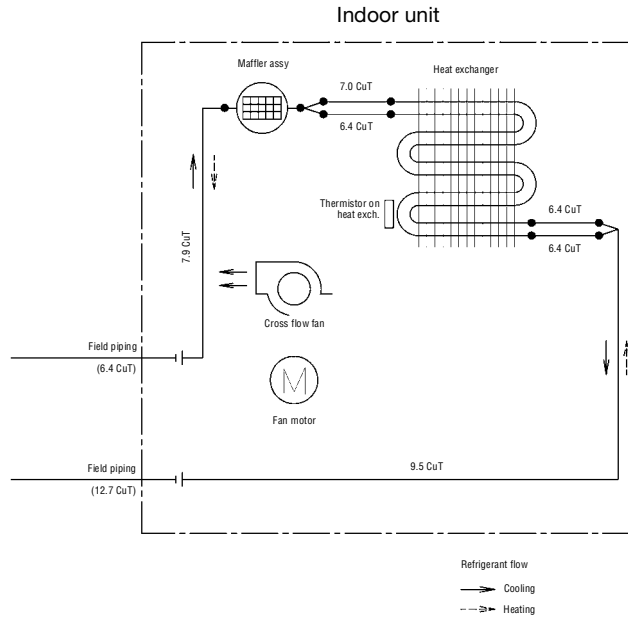 Indoor unit
Maffler assy
7.0 CuT
Heat exchanger
6.4 CuT
Thermistor on
heat exch.
6.4 CuT
6.4 CuT
7.9 CuT
Cross flow fan
Field piping
(6.4 CuT)
M
Fan motor
Field piping
(12.7 CuT)
9.5 CuT
Refrigerant flow
Cooling
Heating